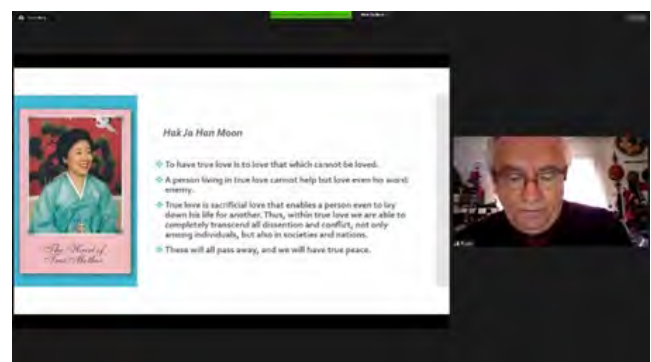 Hak Ja Han Moon
To have true love is to love that which cannot be loved.
A person living in true love cannot help but love even his worst
enemy.
True love is sacrificial love that enables a person even to lay
down his life for another. Thus, within true love we are able to
completely transcend all dissention and conflict, not only
among individuals, but also in societies and nations.
These will all pass away, and we will have true peace.
The Heart of
True Mother